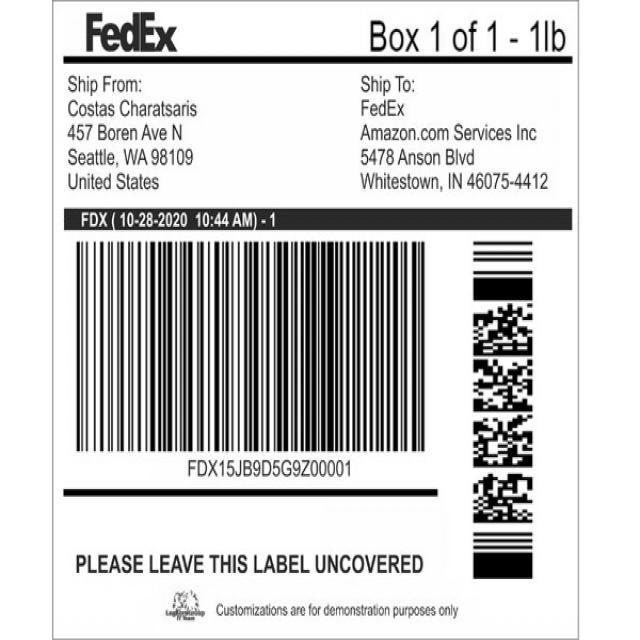 FedEx
Box 1 of 1 - 1lb
Ship From:
Costas Charatsaris
457 Boren Ave N
Seattle, WA 98109
United States
Ship To:
FedEx
Amazon.com Services Inc
5478 Anson Blvd
Whitestown, IN 46075-4412
FDX ( 10-28-2020 10:44 AM) - 1
FDX15JB9D5G9Z00001
PLEASE LEAVE THIS LABEL UNCOVERED
IT Team
Customizations are for demonstration purposes only